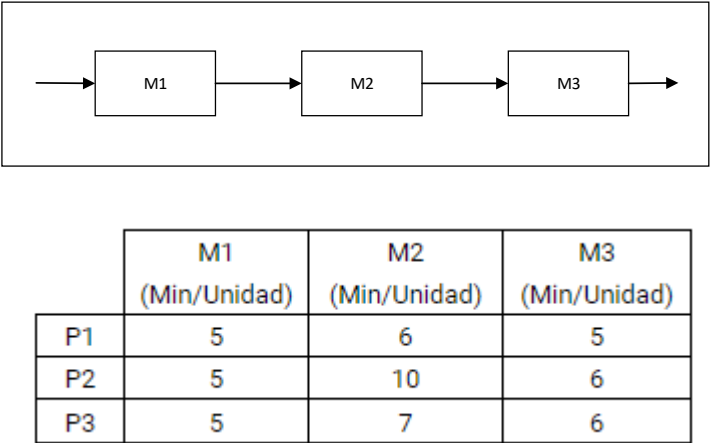 M1 M2 M3
M1 M2 M3
(Min/Unidad) (Min/Unidad) (Min/Unidad)
P1 5 6 5
P2 5 10 6
P3 5 7 6